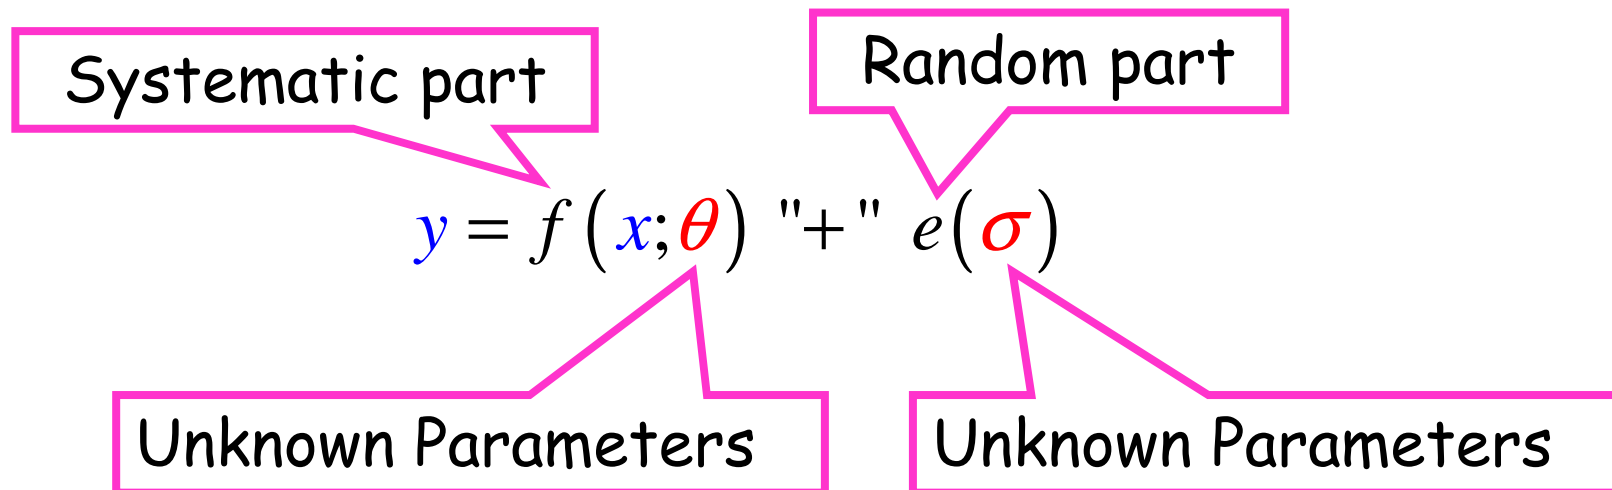 Systematic part
Random part
y = f(x;θ) "+" e(σ)
Unknown Parameters
Unknown Parameters